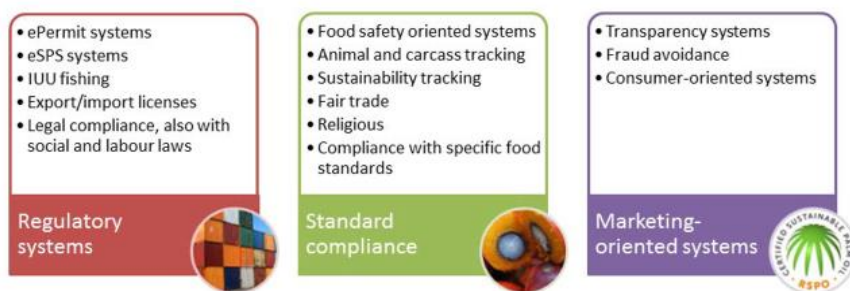 • ePermit systems
• eSPS systems
• IUU fishing
• Export/import licenses
• Legal compliance, also with
social and labour laws
Regulatory
systems
• Food safety oriented systems
• Animal and carcass tracking
• Sustainability tracking
• Fair trade
• Religious
• Compliance with specific food
standards
Standard
compliance
• Transparency systems
• Fraud avoidance
• Consumer-oriented systems
Marketing-
oriented systems
CERTIFIED SUSTAINABLE PALM OIL
RSPO